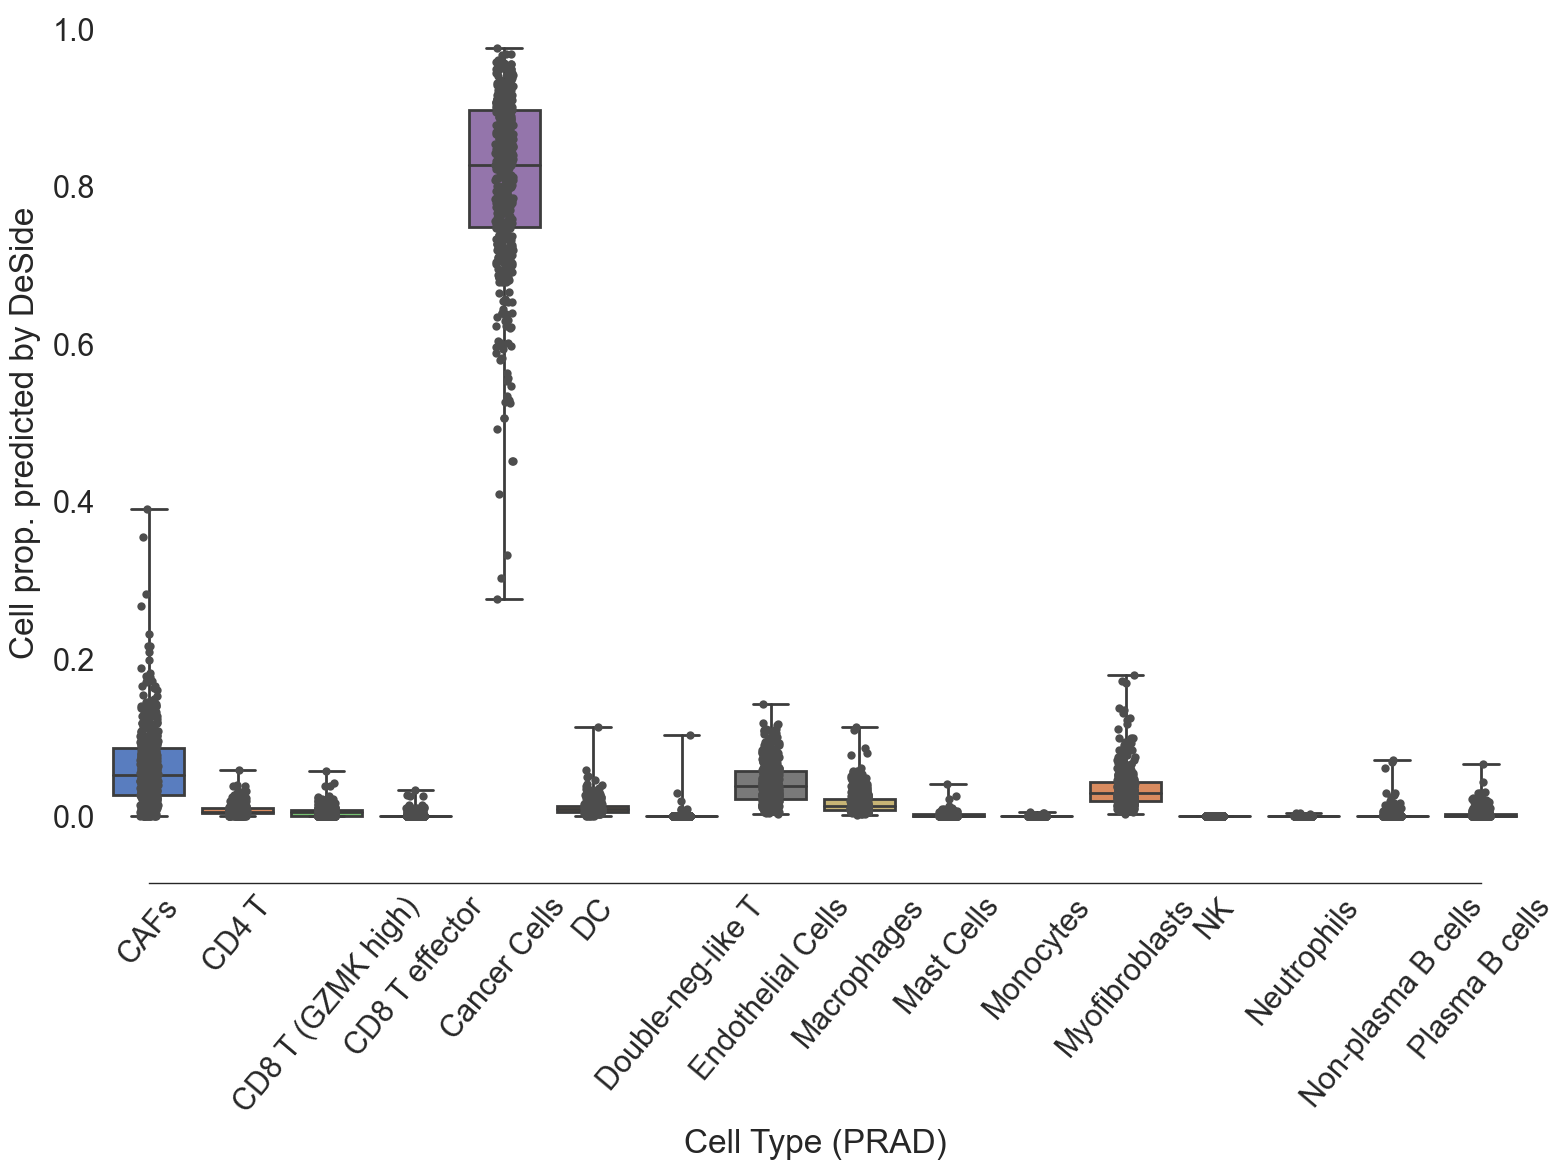 1.0
0.8
0.6
0.4
0.2
0.0
Cell prop. predicted by DeSide
CAFs
CD4 T
CD8 T (GZMK high)
CD8 T effector
Cancer Cells
DC
Double-neg-like T
Endothelial Cells
Macrophages
Mast Cells
Monocytes
Myofibroblasts
NK
Neutrophils
Non-plasma B cells
Plasma B cells
Cell Type (PRAD)